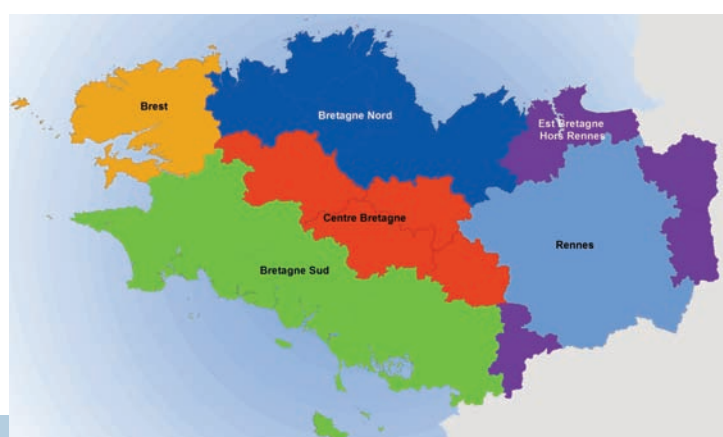 Brest
Bretagne Nord
Est Bretagne
Hors Rennes
Centre Bretagne
Rennes
Bretagne Sud